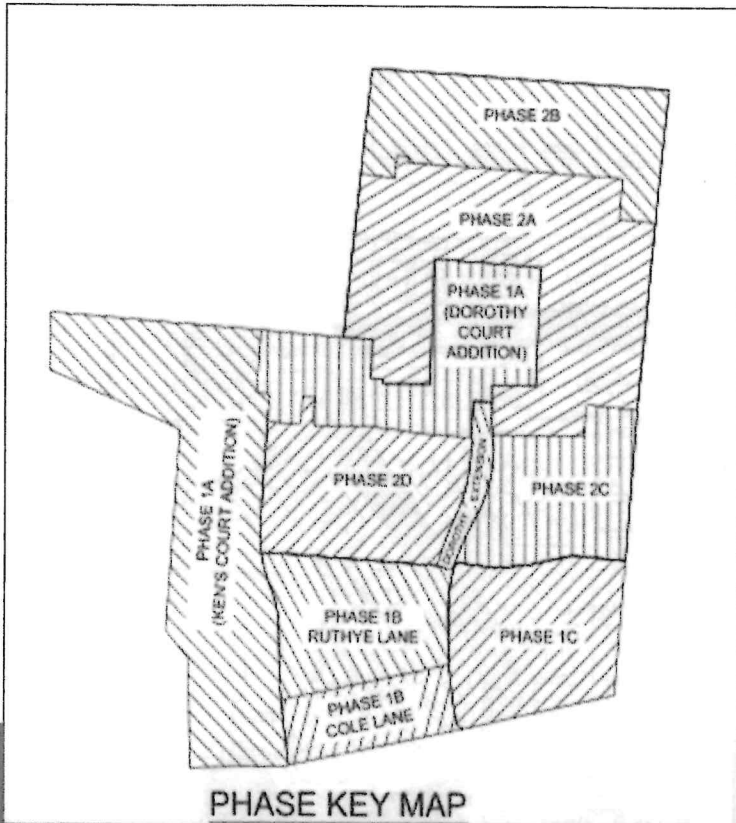 PHASE 2B
PHASE 2A
PHASE 1A
(DOROTHY
COURT
ADDITION)
PHASE 1A
(KEN'S COURT ADDITION)
PHASE 2D
DOROTHY EXTENSION
PHASE 2C
PHASE 1B
RUTHYE LANE
PHASE 1C
PHASE 1B
COLE LANE
PHASE KEY MAP